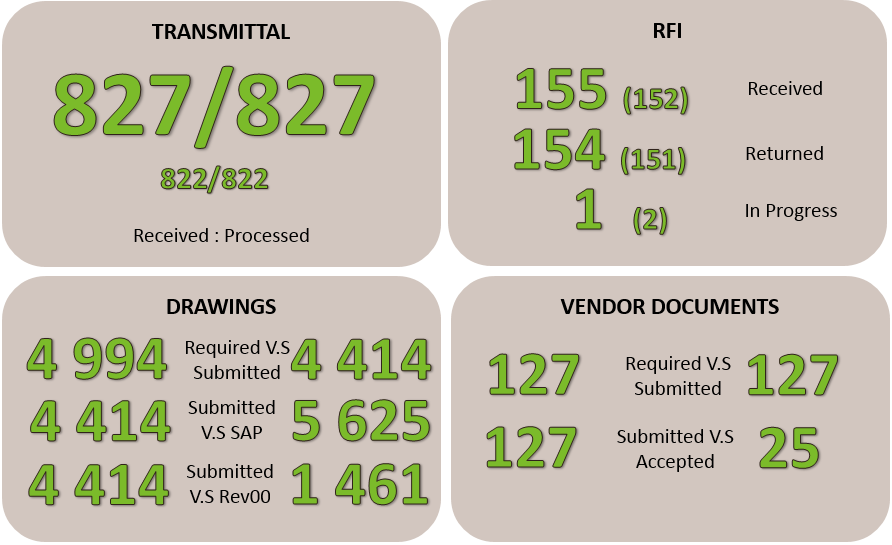 TRANSMITTAL
827/827
822/822
Received : Processed
RFI
155 (152) Received
154 (151) Returned
1 (2) In Progress
DRAWINGS
4 994 Required V.S Submitted 4 414
4 414 Submitted V.S SAP 5 625
4 414 Submitted V.S Rev00 1 461
VENDOR DOCUMENTS
127 Required V.S Submitted 127
127 Submitted V.S Accepted 25